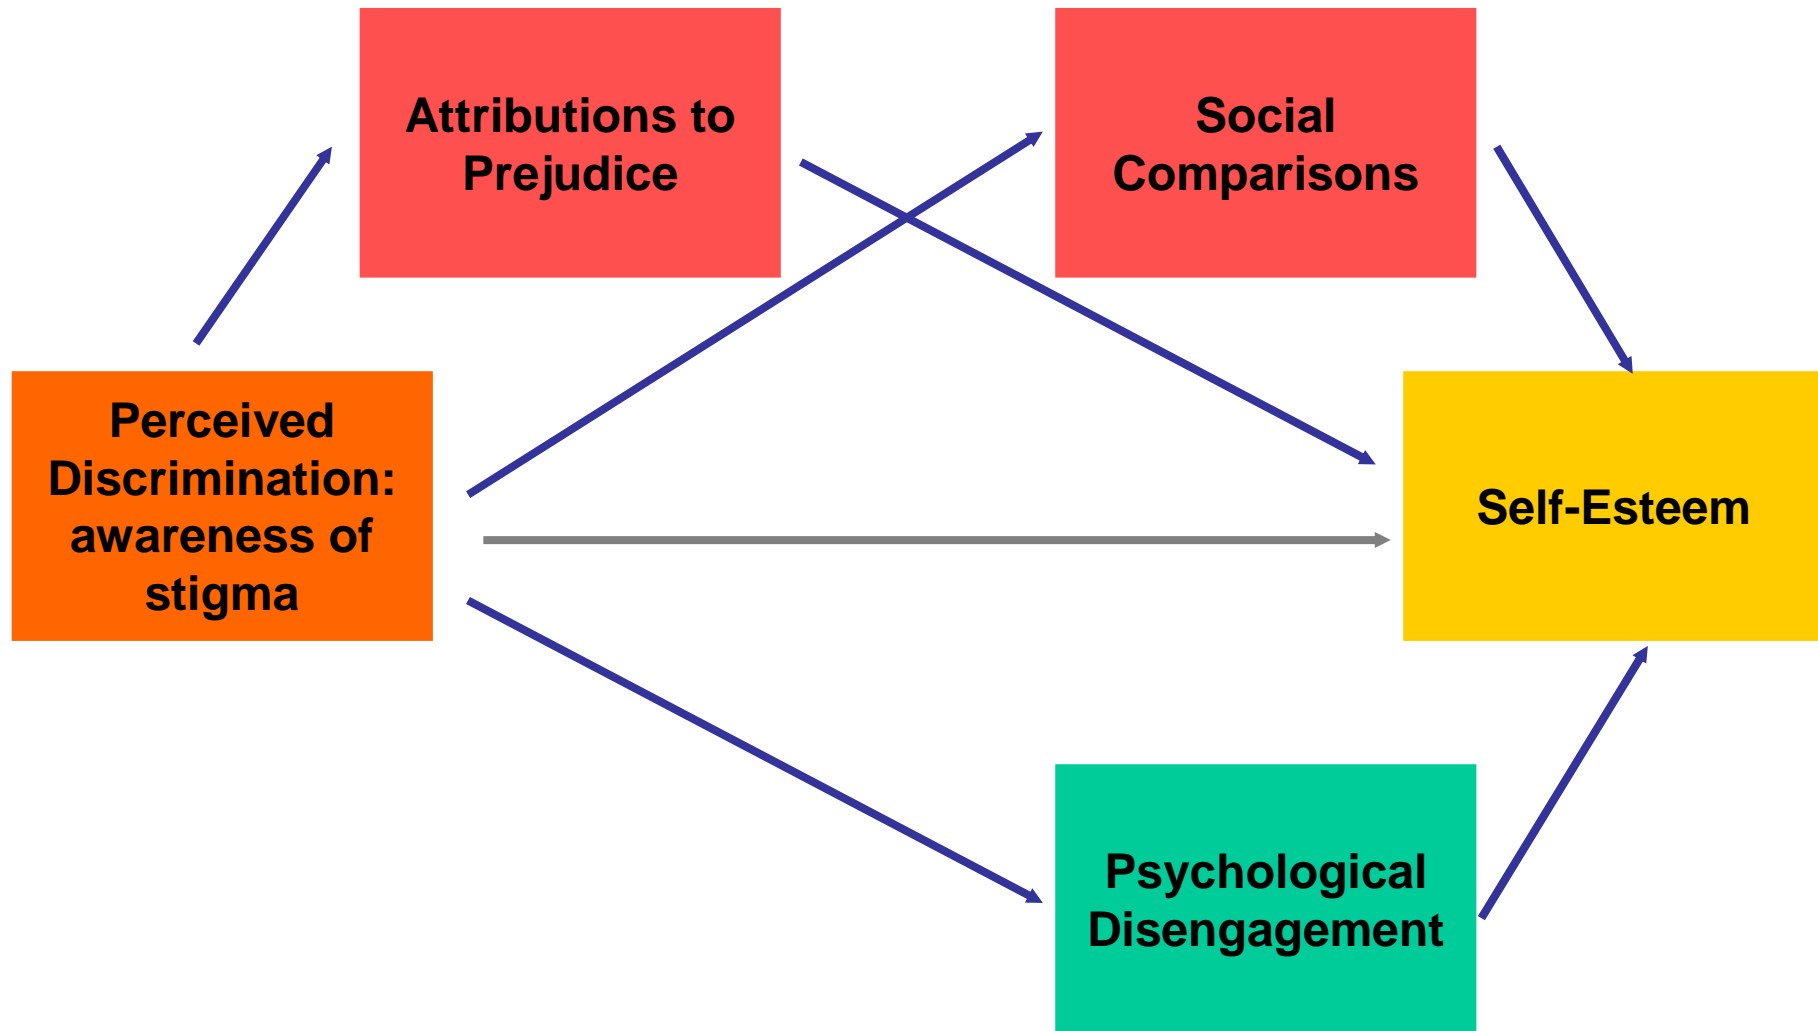 Attributions to
Prejudice
Social
Comparisons
Perceived
Discrimination:
awareness of
stigma
Self-Esteem
Psychological
Disengagement